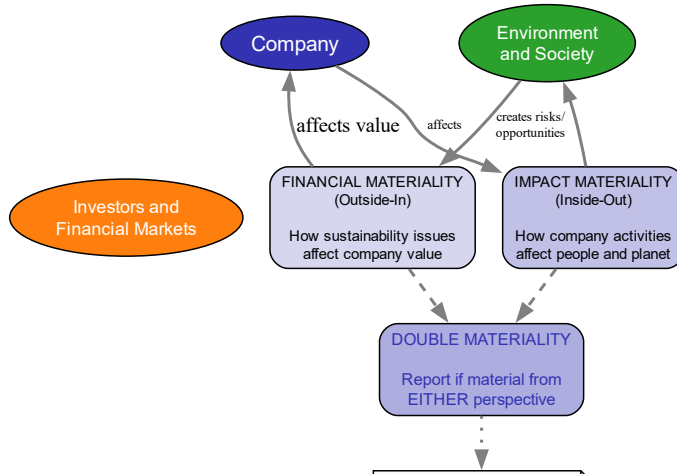 Company
Environment
and Society
affects value
affects
creates risks/
opportunities
FINANCIAL MATERIALITY
(Outside-In)
How sustainability issues
affect company value
IMPACT MATERIALITY
(Inside-Out)
How company activities
affect people and planet
Investors and
Financial Markets
DOUBLE MATERIALITY
Report if material from
EITHER perspective